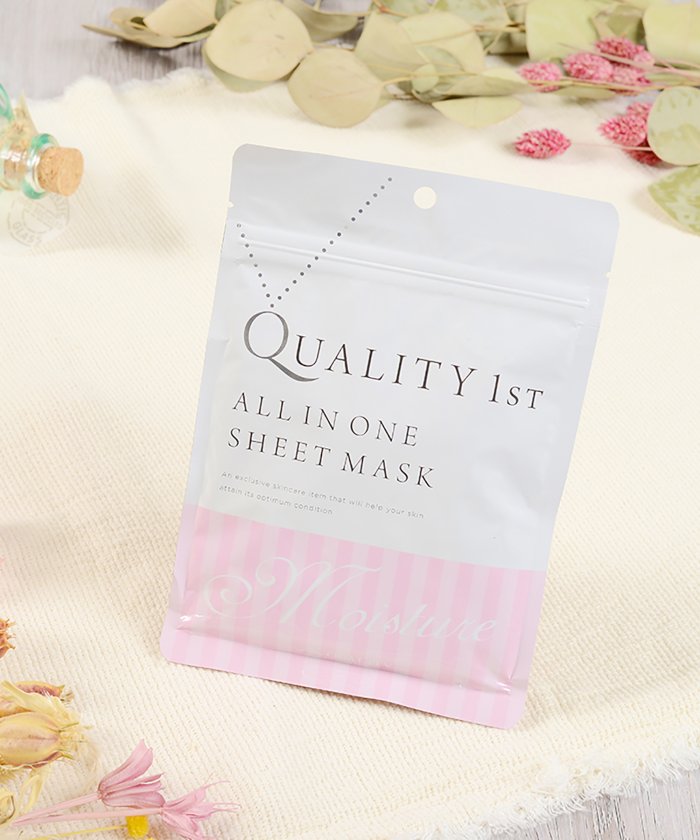 QUALITY 1ST
ALL IN ONE
SHEET MASK
An exclusive skincare item that will help your skin
attain its optimum condition
Moisture